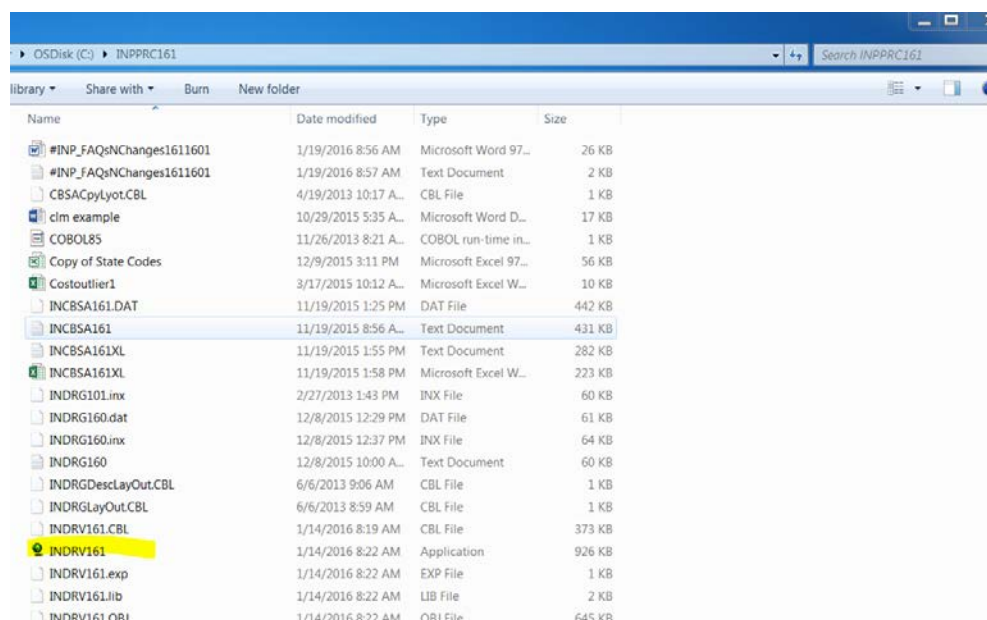 OSDisk (C:) ▸ INPPRC161 Search INPPRC161
library Share with Burn New folder
Name Date modified Type Size
#INP_FAQsNChanges1611601 1/19/2016 8:56 AM Microsoft Word 97... 26 KB
#INP_FAQsNChanges1611601 1/19/2016 8:57 AM Text Document 2 KB
CBSACpyLyot.CBL 4/19/2013 10:17 A... CBL File 1 KB
clm example 10/29/2015 5:35 A... Microsoft Word D... 17 KB
COBOL85 11/26/2013 8:21 A... COBOL run-time in... 1 KB
Copy of State Codes 12/9/2015 3:11 PM Microsoft Excel 97... 56 KB
Costoutlier1 3/17/2015 10:12 A... Microsoft Excel W... 10 KB
INCBSA161.DAT 11/19/2015 1:25 PM DAT File 442 KB
INCBSA161 11/19/2015 8:56 A... Text Document 431 KB
INCBSA161XL 11/19/2015 1:55 PM Text Document 282 KB
INCBSA161XL 11/19/2015 1:58 PM Microsoft Excel W... 223 KB
INDRG101.inx 2/27/2013 1:43 PM INX File 60 KB
INDRG160.dat 12/8/2015 12:29 PM DAT File 61 KB
INDRG160.inx 12/8/2015 12:37 PM INX File 64 KB
INDRG160 12/8/2015 10:00 A... Text Document 60 KB
INDRGDescLayOut.CBL 6/6/2013 9:06 AM CBL File 1 KB
INDRGLayOut.CBL 6/6/2013 8:59 AM CBL File 1 KB
INDRV161.CBL 1/14/2016 8:19 AM CBL File 373 KB
INDRV161 1/14/2016 8:22 AM Application 926 KB
INDRV161.exp 1/14/2016 8:22 AM EXP File 1 KB
INDRV161.lib 1/14/2016 8:22 AM LIB File 2 KB
INDRV161.OBJ 1/14/2016 8:22 AM OBJ File 645 KB